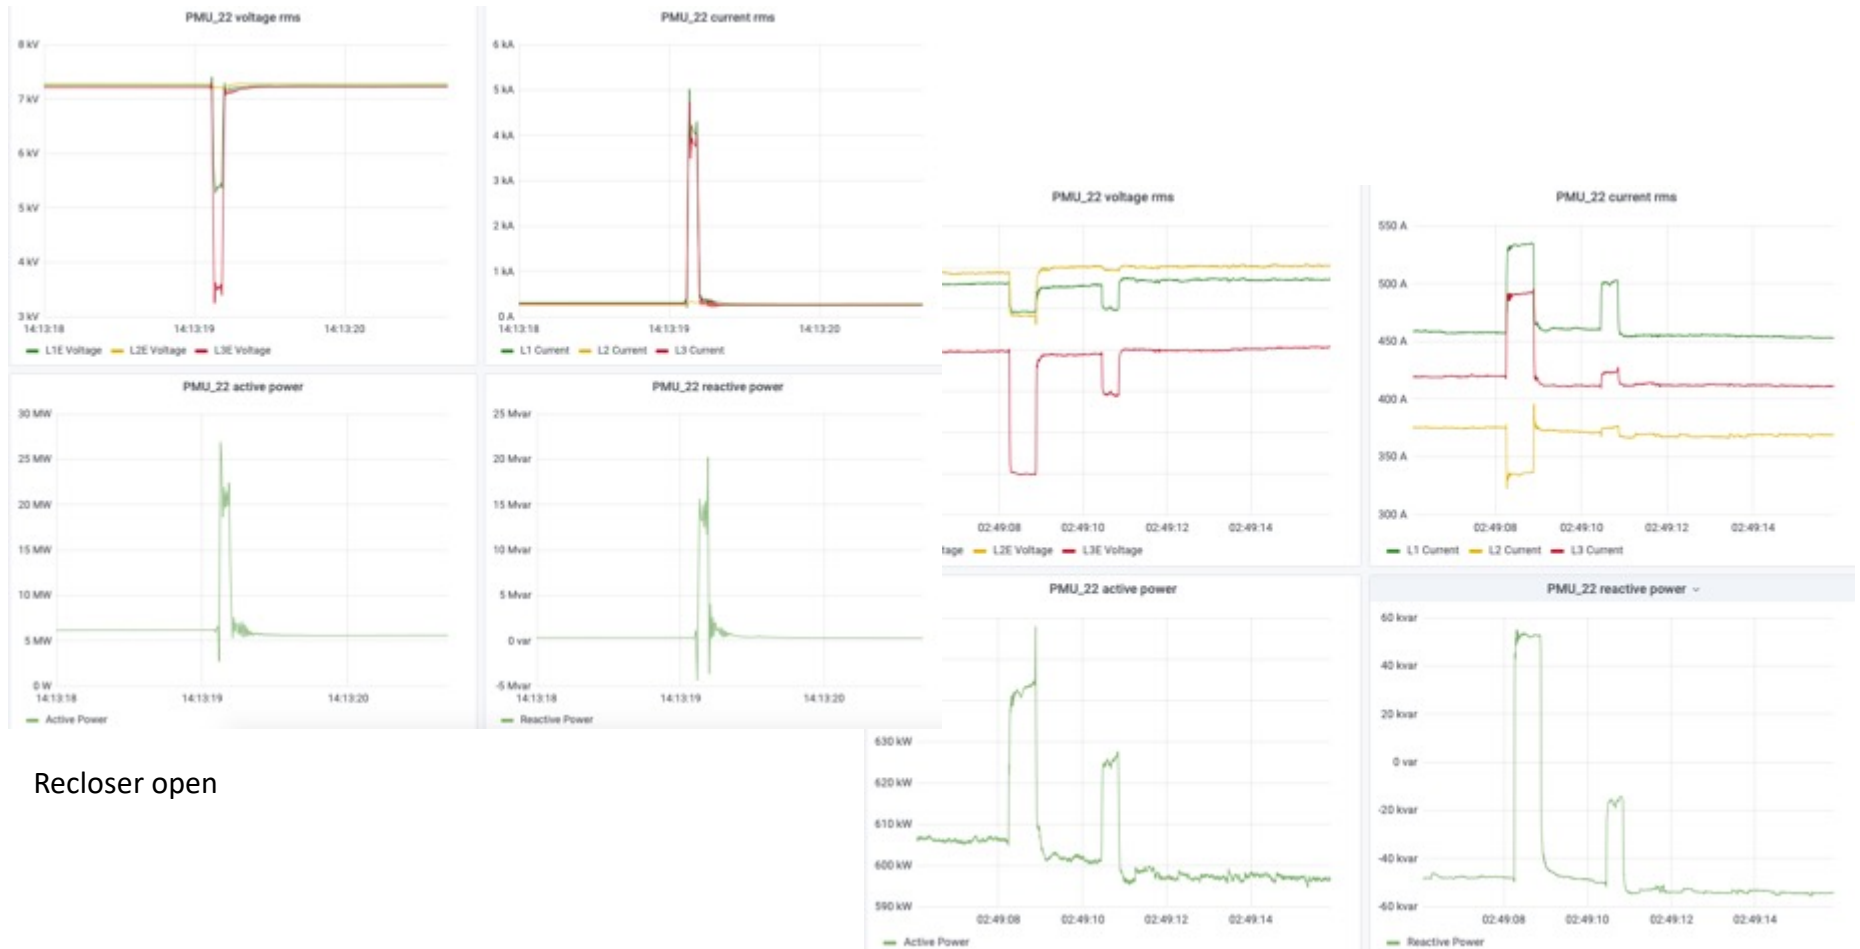 PMU_22 voltage rms
8 kV
7 kV
6 kV
5 kV
4 kV
3 kV
14:13:18 14:13:19 14:13:20
L1E Voltage L2E Voltage L3E Voltage
PMU_22 current rms
6 kA
5 kA
4 kA
3 kA
2 kA
1 kA
0 A
14:13:18 14:13:19 14:13:20
L1 Current L2 Current L3 Current
PMU_22 active power
30 MW
25 MW
20 MW
15 MW
10 MW
5 MW
0 W
14:13:18 14:13:19 14:13:20
Active Power
PMU_22 reactive power
25 Mvar
20 Mvar
15 Mvar
10 Mvar
5 Mvar
0 var
-5 Mvar
14:13:18 14:13:19 14:13:20
Reactive Power
Recloser open
PMU_22 voltage rms
02:49:08 02:49:10 02:49:12 02:49:14
tage L2E Voltage L3E Voltage
PMU_22 current rms
550 A
500 A
450 A
400 A
350 A
300 A
02:49:08 02:49:10 02:49:12 02:49:14
L1 Current L2 Current L3 Current
PMU_22 active power
630 kW
620 kW
610 kW
600 kW
590 kW
02:49:08 02:49:10 02:49:12 02:49:14
Active Power
PMU_22 reactive power
60 kvar
40 kvar
20 kvar
0 var
-20 kvar
-40 kvar
-60 kvar
02:49:08 02:49:10 02:49:12 02:49:14
Reactive Power